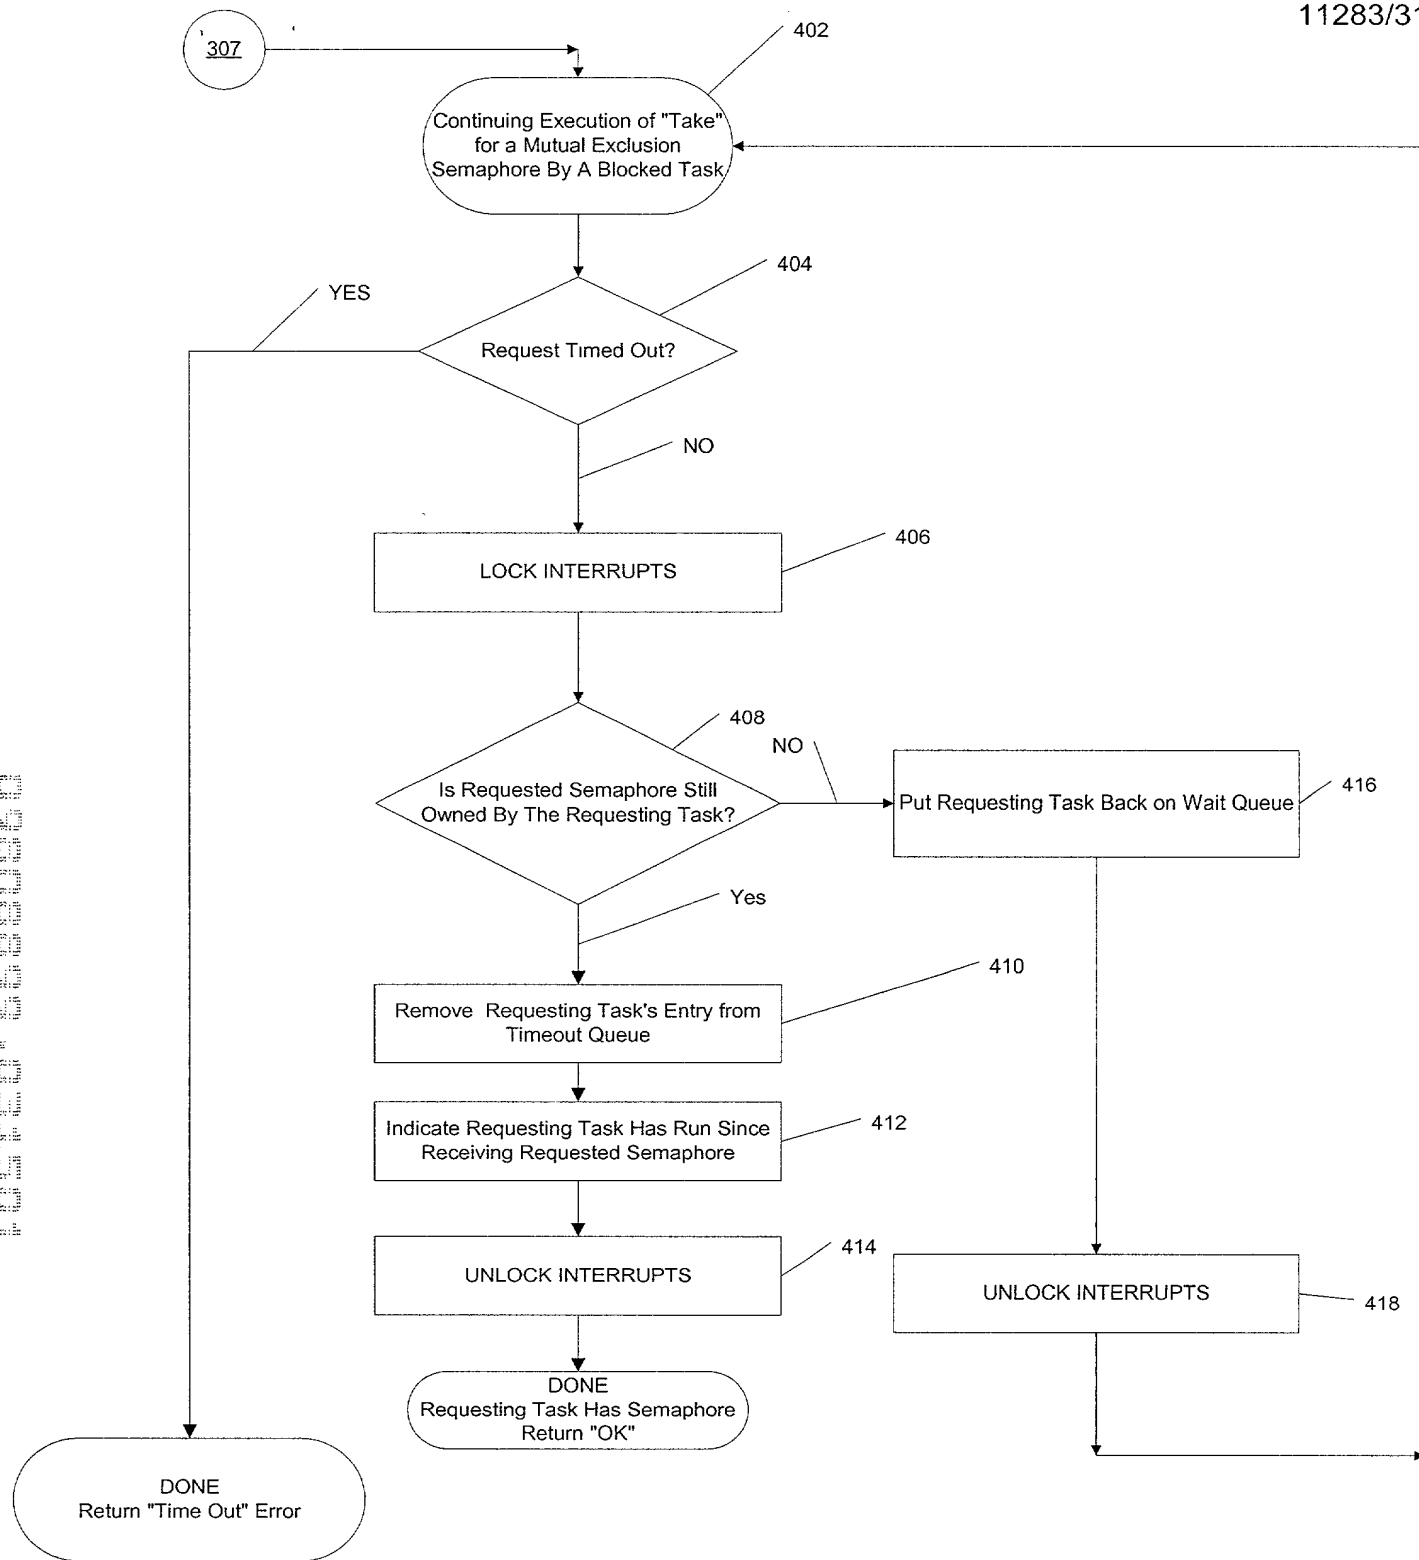 11283/31
307
402
Continuing Execution of "Take"
for a Mutual Exclusion
Semaphore By A Blocked Task
404
YES
Request Timed Out?
NO
406
LOCK INTERRUPTS
408
NO
Is Requested Semaphore Still
Owned By The Requesting Task?
416
Put Requesting Task Back on Wait Queue
Yes
410
Remove Requesting Task's Entry from
Timeout Queue
412
Indicate Requesting Task Has Run Since
Receiving Requested Semaphore
414
UNLOCK INTERRUPTS
UNLOCK INTERRUPTS
418
DONE
Requesting Task Has Semaphore
Return "OK"
DONE
Return "Time Out" Error